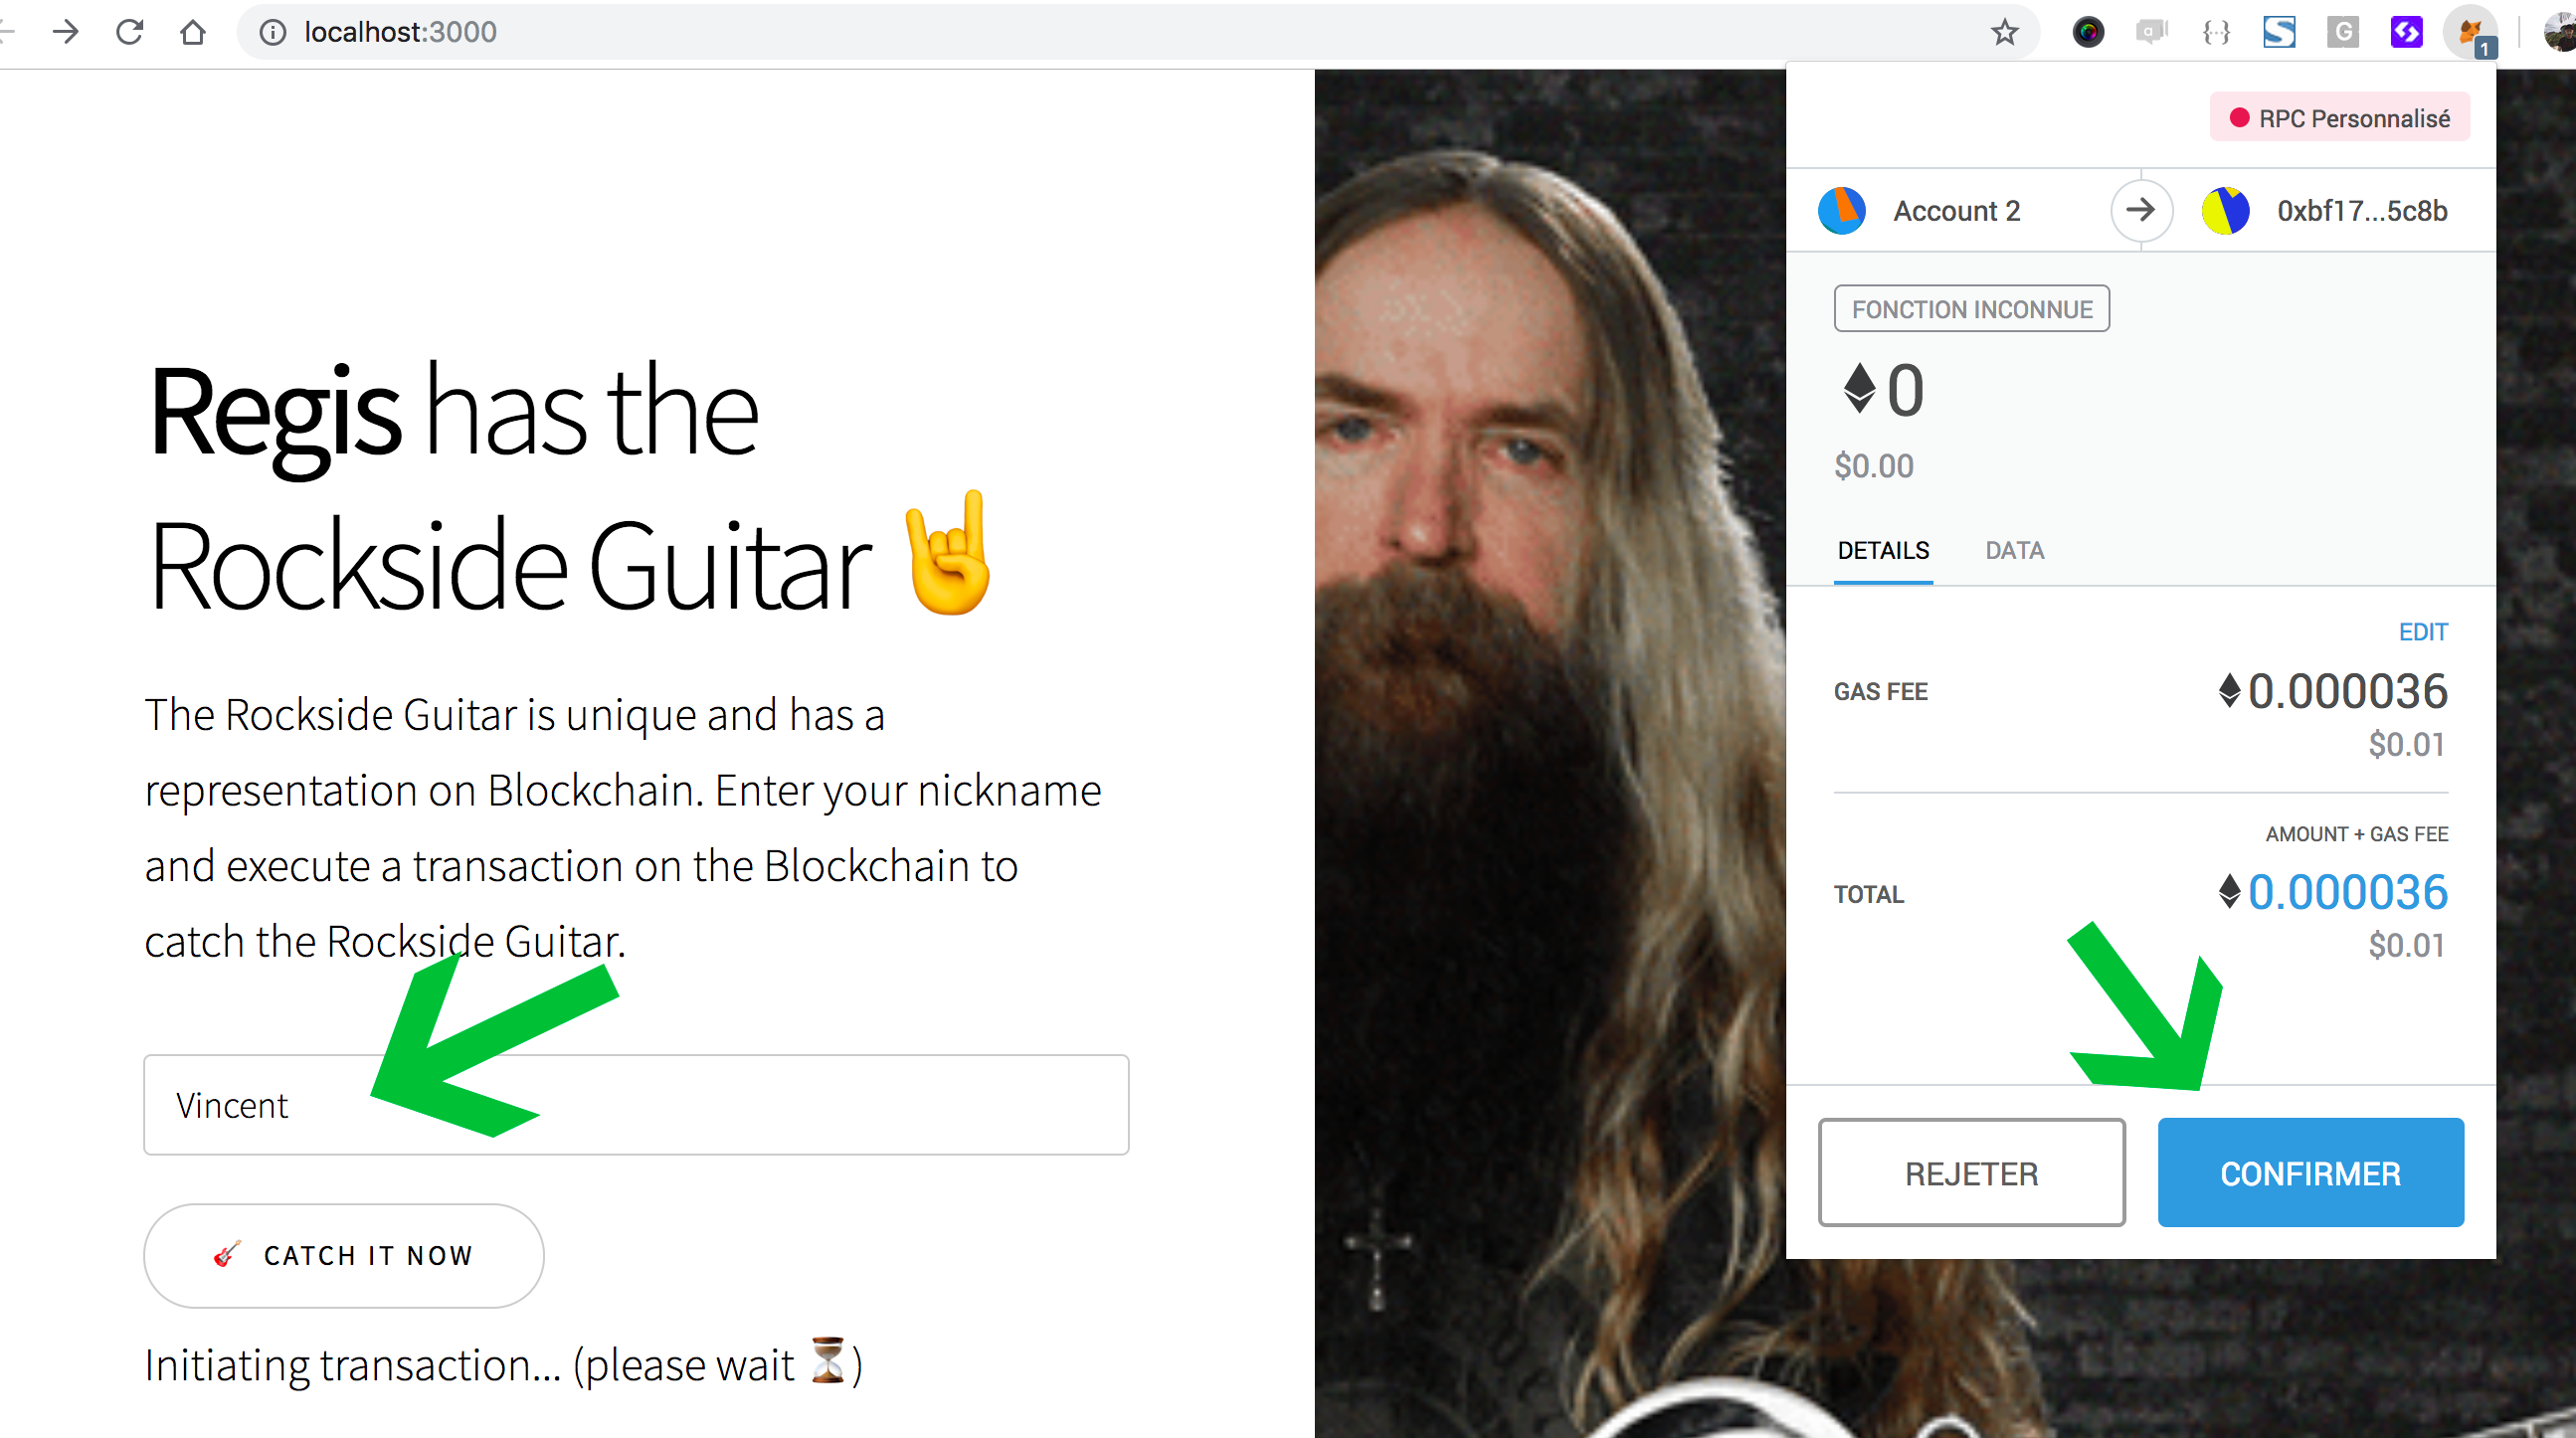 localhost:3000
1
RPC Personnalisé
Account 2
0xbf17...5c8b
FONCTION INCONNUE
0
$0.00
DETAILS
DATA
EDIT
GAS FEE
0.000036
$0.01
AMOUNT + GAS FEE
TOTAL
0.000036
$0.01
REJETER
CONFIRMER
Regis has the
Rockside Guitar 🤘
The Rockside Guitar is unique and has a
representation on Blockchain. Enter your nickname
and execute a transaction on the Blockchain to
catch the Rockside Guitar.
Vincent
🎸 CATCH IT NOW
Initiating transaction... (please wait ⏳)